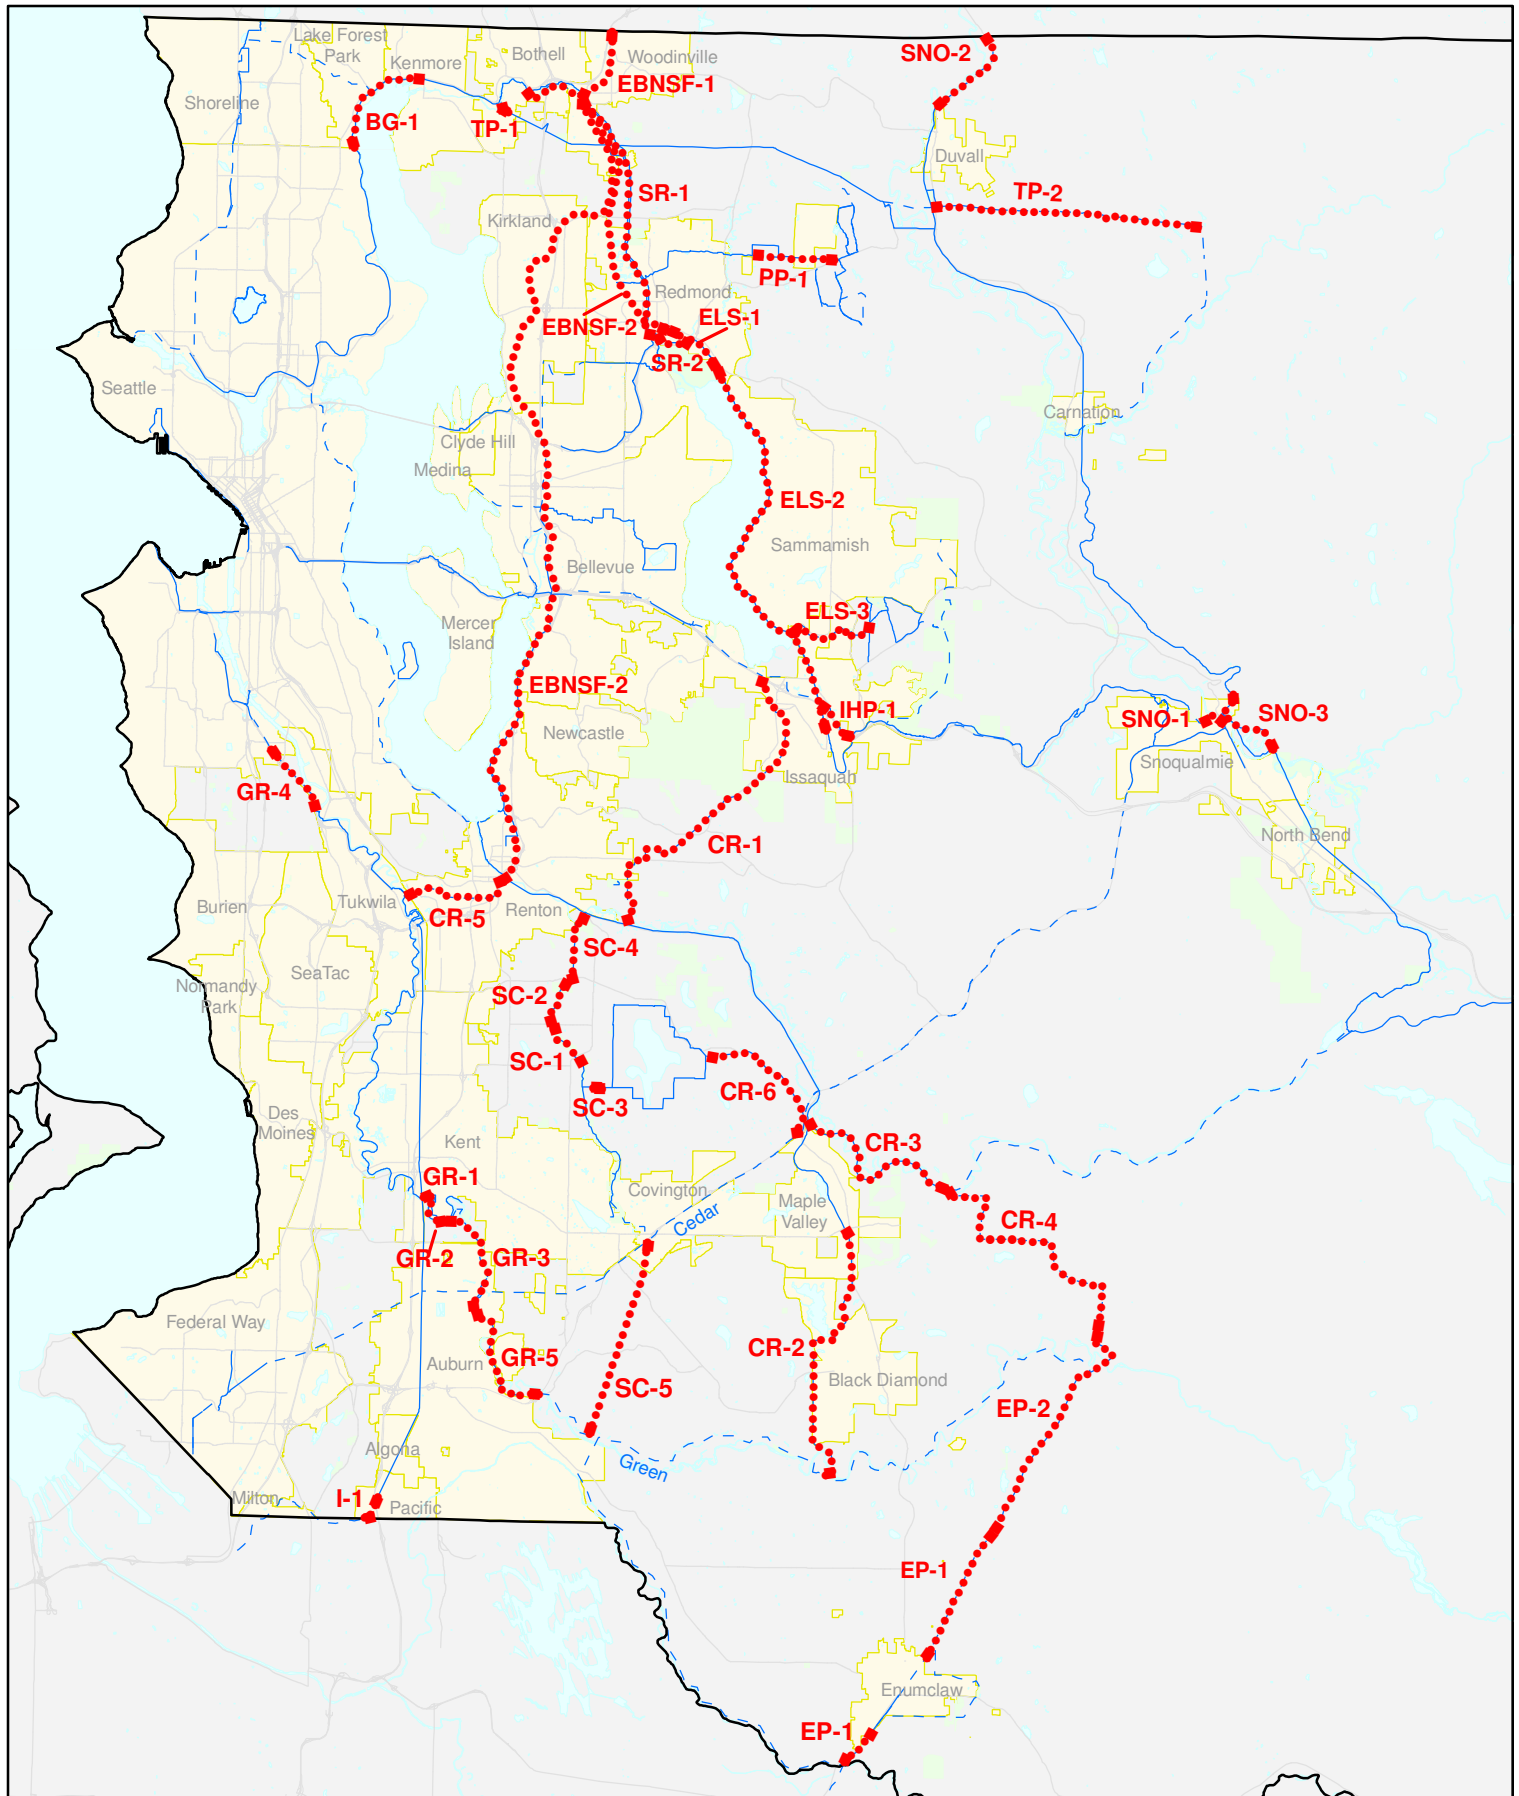 Lake Forest
Park
Kenmore
Bothell
Woodinville
SNO-2
EBNSF-1
Shoreline
BG-1
TP-1
Duvall
SR-1
TP-2
Kirkland
PP-1
Redmond
EBNSF-2
ELS-1
SR-2
Seattle
Carnation
Clyde Hill
Medina
ELS-2
Sammamish
Bellevue
ELS-3
Mercer
Island
EBNSF-2
IHP-1
SNO-1
SNO-3
Newcastle
Snoqualmie
Issaquah
GR-4
North Bend
CR-1
Burien
Tukwila
CR-5
Renton
SC-4
SeaTac
Normandy
Park
SC-2
SC-1
CR-6
SC-3
Des
Moines
Kent
CR-3
GR-1
Covington
Maple
Valley
Cedar
CR-4
GR-2
GR-3
Federal Way
CR-2
Auburn
GR-5
SC-5
Black Diamond
EP-2
Algona
Green
Milton
I-1
Pacific
EP-1
Enumclaw
EP-1